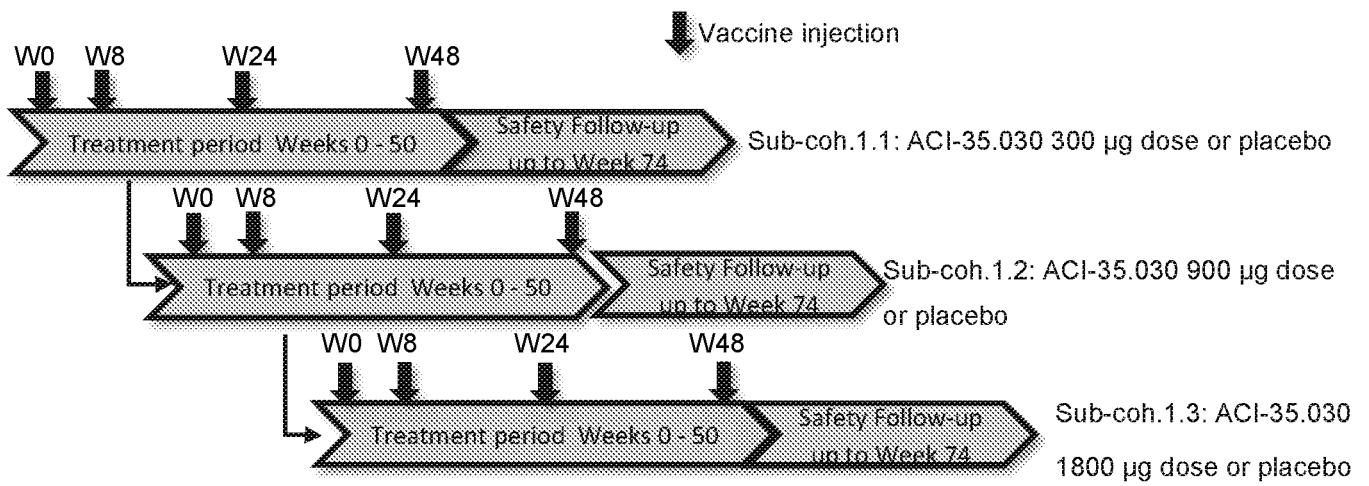 Vaccine injection
W0 W8 W24 W48
Treatment period Weeks 0 - 50
Safety Follow-up
up to Week 74
Sub-coh.1.1: ACI-35.030 300 µg dose or placebo
W0 W8 W24 W48
Treatment period Weeks 0 - 50
Safety Follow-up
up to Week 74
Sub-coh.1.2: ACI-35.030 900 µg dose
or placebo
W0 W8 W24 W48
Treatment period Weeks 0 - 50
Safety Follow-up
up to Week 74
Sub-coh.1.3: ACI-35.030
1800 µg dose or placebo